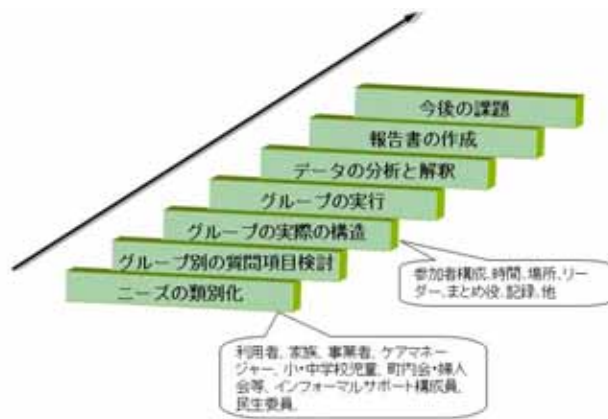 今後の課題
報告書の作成
データの分析と解釈
グループの実行
グループの実際の構造
グループ別の質問項目検討
ニーズの類別化
参加者構成、時間、場所、リー
ダー、まとめ役、記録、他
利用者、家族、事業者、ケアマネー
ジャー、小・中学校児童、町内会・婦人
会等、インフォーマルサポート構成員、
民生委員、